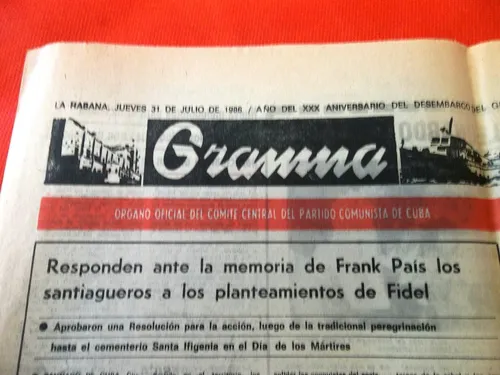 LA HABANA, JUEVES 31 DE JULIO DE 1986 / AÑO DEL XXX ANIVERSARIO DEL DESEMBARCO DEL
Granma
ORGANO OFICIAL DEL COMITE CENTRAL DEL PARTIDO COMUNISTA DE CUBA
Responden ante la memoria de Frank País los
santiagueros a los planteamientos de Fidel
● Aprobaron una Resolución para la acción, luego de la tradicional peregrinación
hasta el cementerio Santa Ifigenia en el Día de los Mártires